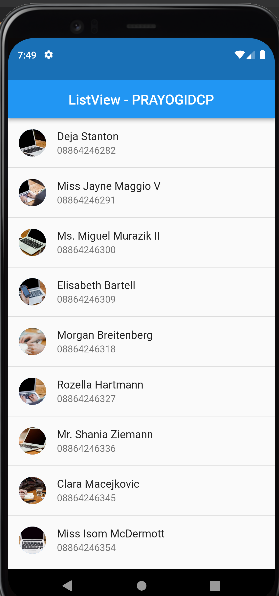 7:49
ListView - PRAYOGIDCP
Deja Stanton
08864246282
Miss Jayne Maggio V
08864246291
Ms. Miguel Murazik II
08864246300
Elisabeth Bartell
08864246309
Morgan Breitenberg
08864246318
Rozella Hartmann
08864246327
Mr. Shania Ziemann
08864246336
Clara Macejkovic
08864246345
Miss Isom McDermott
08864246354